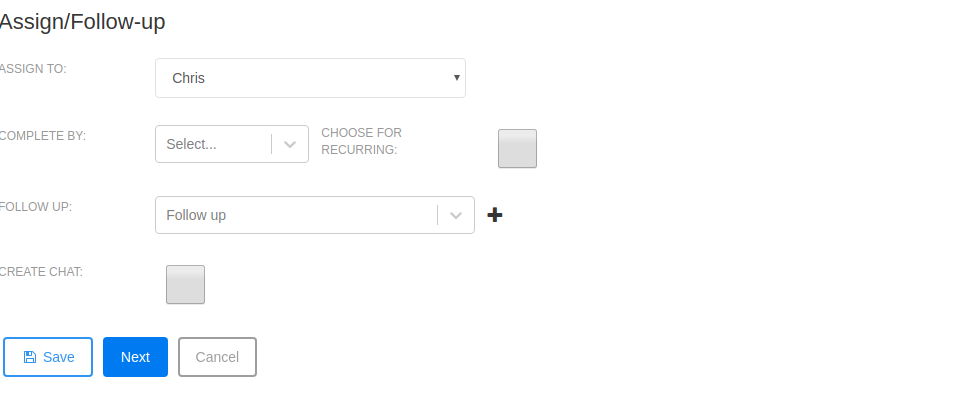 Assign/Follow-up
ASSIGN TO:
Chris
COMPLETE BY:
Select...
CHOOSE FOR
RECURRING:
FOLLOW UP:
Follow up
CREATE CHAT:
Save
Next
Cancel